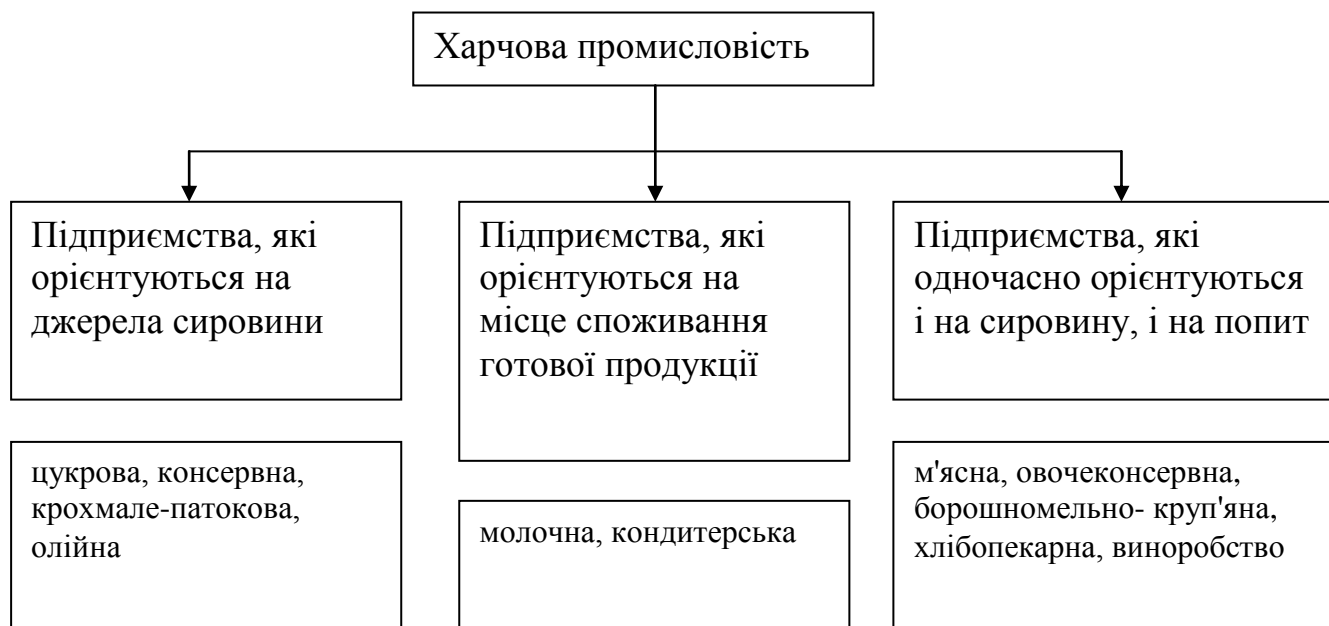 Харчова промисловість
Підприємства, які
орієнтуються на
джерела сировини
Підприємства, які
орієнтуються на
місце споживання
готової продукції
Підприємства, які
одночасно орієнтуються
і на сировину, і на попит
цукрова, консервна,
крохмале-патокова,
олійна
молочна, кондитерська
м'ясна, овочеконсервна,
борошномельно- круп'яна,
хлібопекарна, виноробство